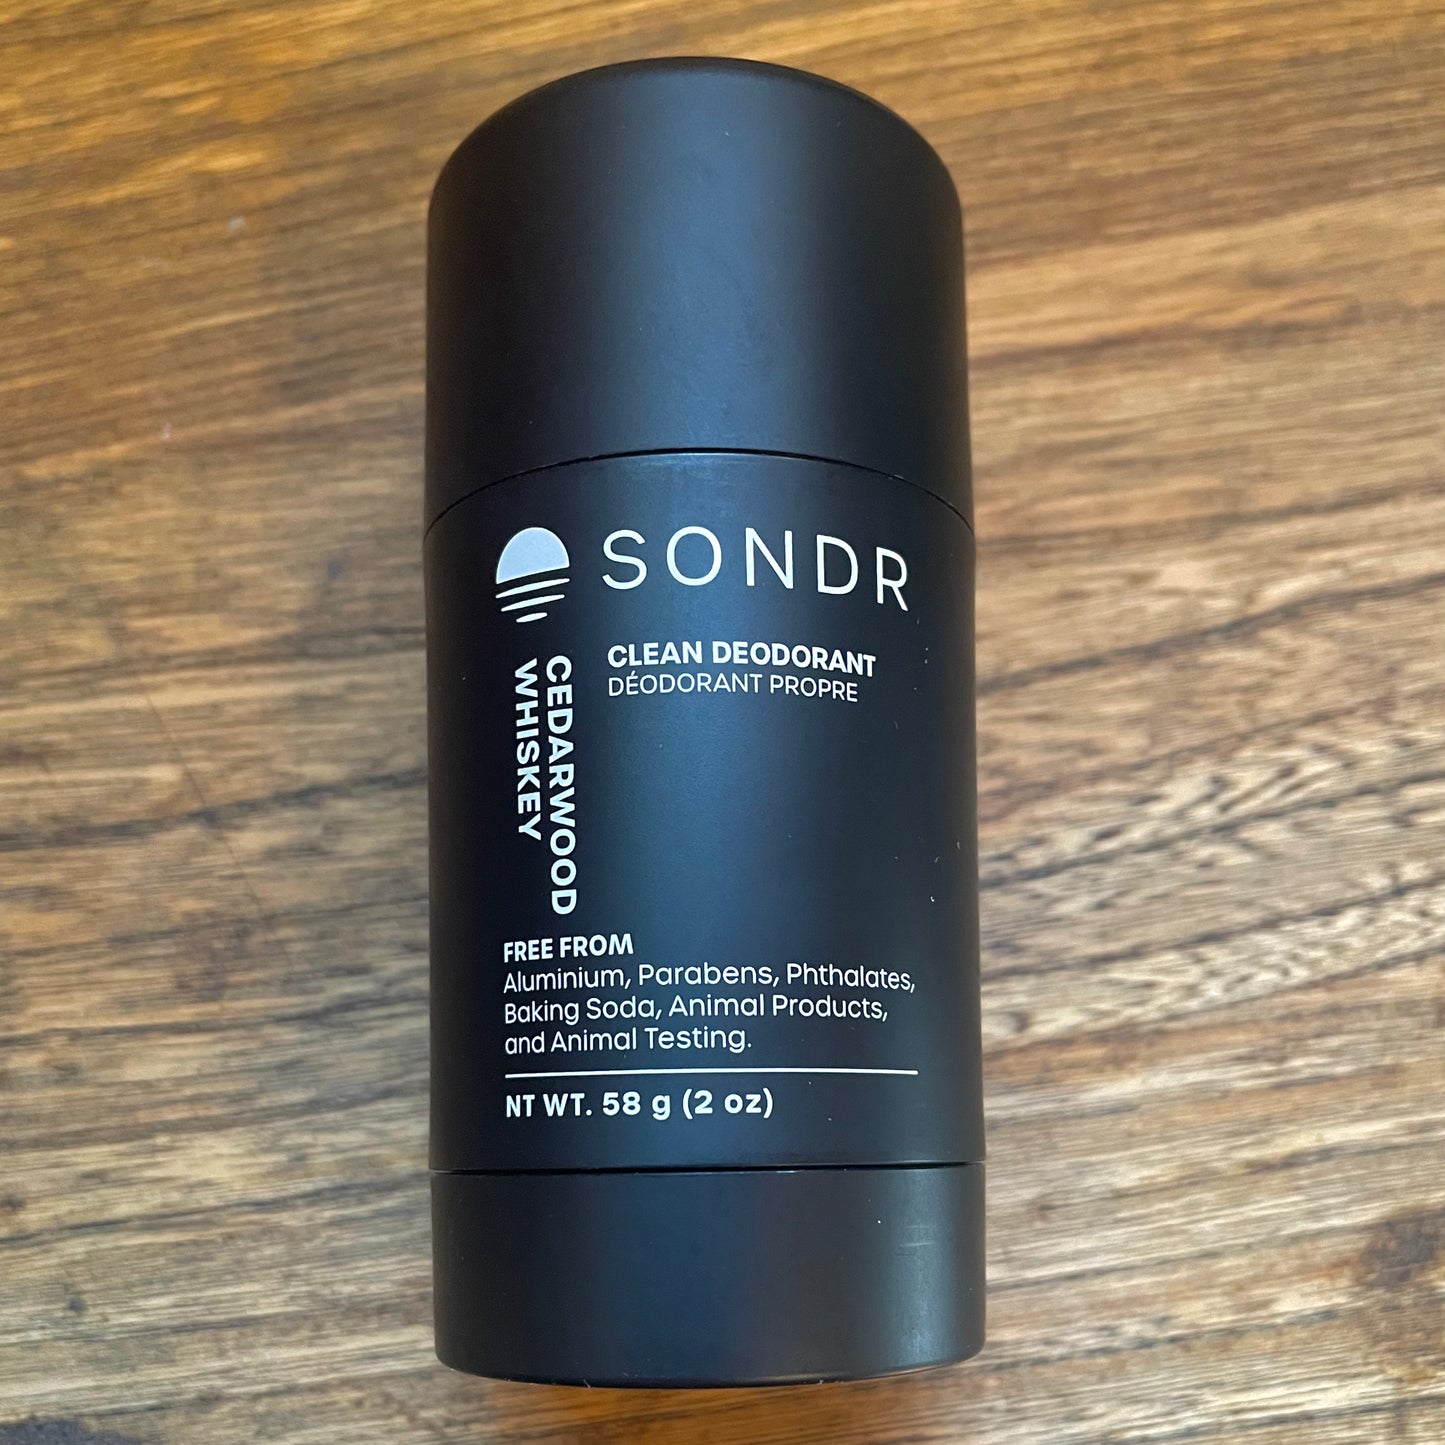 SONDR
CLEAN DEODORANT
DÉODORANT PROPRE
CEDARWOOD
WHISKEY
FREE FROM
Aluminium, Parabens, Phthalates,
Baking Soda, Animal Products,
and Animal Testing.
NT WT. 58 g (2 oz)